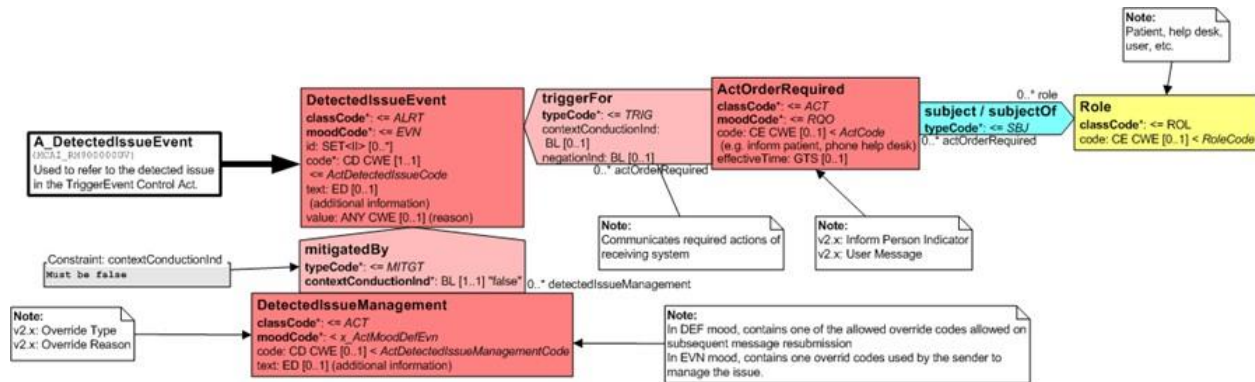 Note:
Patient, help desk,
user, etc.
A_DetectedIssueEvent
(MCAI_RM900000UV)
Used to refer to the detected issue
in the TriggerEvent Control Act.
DetectedIssueEvent
classCode*: <= ALRT
moodCode*: <= EVN
id: SET<II> [0..*]
code*: CD CWE [1..1]
<= ActDetectedIssueCode
text: ED [0..1]
(additional information)
value: ANY CWE [0..1] (reason)
triggerFor
typeCode*: <= TRIG
contextConductionInd:
BL [0..1]
negationInd: BL [0..1]
0..* actOrderRequired
ActOrderRequired
classCode*: <= ACT
moodCode*: <= RQO
code: CE CWE [0..1] < ActCode
(e.g. inform patient, phone help desk)
effectiveTime: GTS [0..1]
0..* role
subject / subjectOf
typeCode*: <= SBJ
0..* actOrderRequired
Role
classCode*: <= ROL
code: CE CWE [0..1] < RoleCode
Note:
Communicates required actions of
receiving system
Note:
v2.x: Inform Person Indicator
v2.x: User Message
Constraint: contextConductionInd
Must be false
mitigatedBy
typeCode*: <= MITGT
contextConductionInd*: BL [1..1] "false"
0..* detectedIssueManagement
Note:
v2.x: Override Type
v2.x: Override Reason
DetectedIssueManagement
classCode*: <= ACT
moodCode*: < x_ActMoodDefEvn
code: CD CWE [0..1] < ActDetectedIssueManagementCode
text: ED [0..1] (additional information)
Note:
In DEF mood, contains one of the allowed override codes allowed on
subsequent message resubmission
In EVN mood, contains one overrid codes used by the sender to
manage the issue.